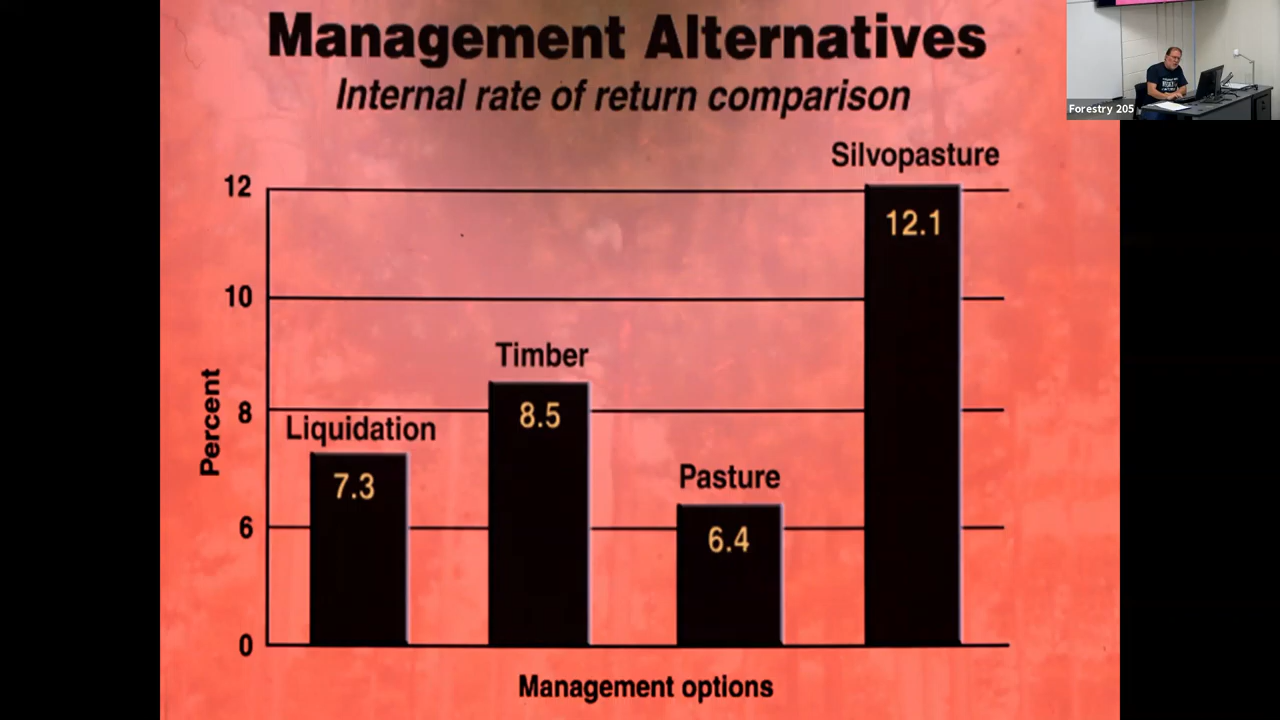 Management Alternatives
Internal rate of return comparison
Forestry 205
Silvopasture
12
12.1
10
Timber
8
8.5
Liquidation
7.3
Pasture
6
6.4
0
Percent
Management options